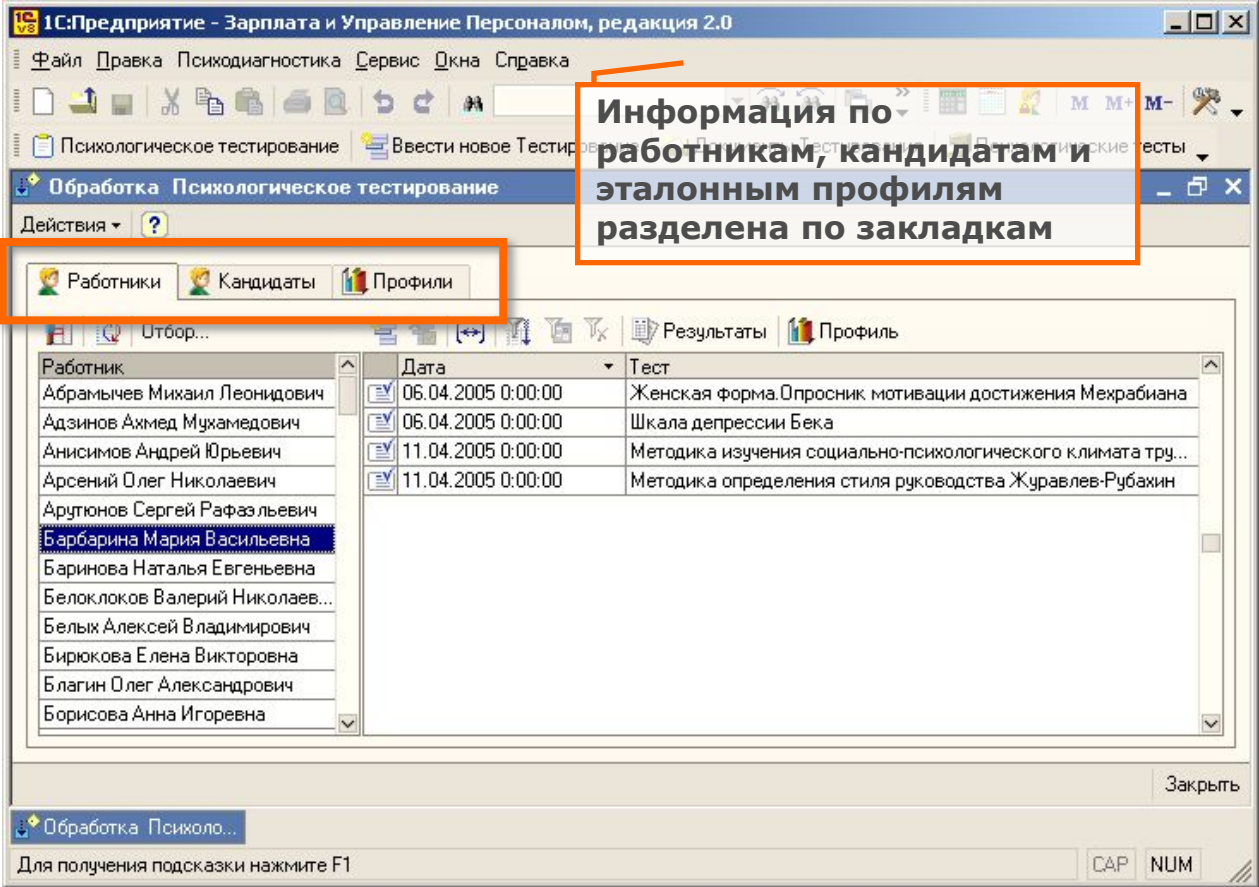 1С:Предприятие - Зарплата и Управление Персоналом, редакция 2.0
Файл Правка Психодиагностика Сервис Окна Справка
M M+ M-
Информация по
работникам, кандидатам и
эталонным профилям
разделена по закладкам
Психологическое тестирование Ввести новое Тестирование Документы Тестирования Психологические тесты
Обработка Психологическое тестирование
Действия
Работники Кандидаты Профили
Отбор... Результаты Профиль
Работник Дата Тест
Абрамычев Михаил Леонидович 06.04.2005 0:00:00 Женская форма.Опросник мотивации достижения Мехрабиана
Адзинов Ахмед Мухамедович 06.04.2005 0:00:00 Шкала депрессии Бека
Анисимов Андрей Юрьевич 11.04.2005 0:00:00 Методика изучения социально-психологического климата тру...
Арсений Олег Николаевич 11.04.2005 0:00:00 Методика определения стиля руководства Журавлев-Рубахин
Арутюнов Сергей Рафаэльевич
Барбарина Мария Васильевна
Баринова Наталья Евгеньевна
Белоклоков Валерий Николаев...
Белых Алексей Владимирович
Бирюкова Елена Викторовна
Благин Олег Александрович
Борисова Анна Игоревна
Закрыть
Обработка Психоло...
Для получения подсказки нажмите F1 CAP NUM